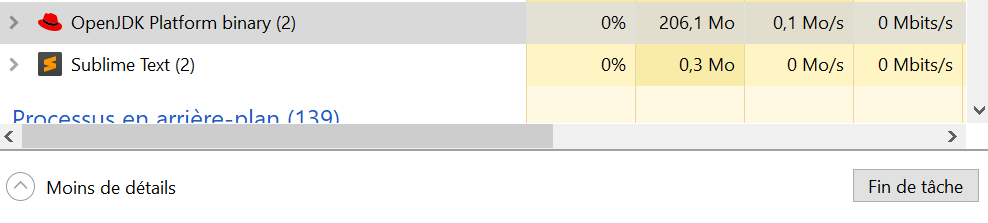 OpenJDK Platform binary (2) 0% 206,1 Mo 0,1 Mo/s 0 Mbits/s
Sublime Text (2) 0% 0,3 Mo 0 Mo/s 0 Mbits/s
Processus en arrière-plan (139)
Moins de détails Fin de tâche